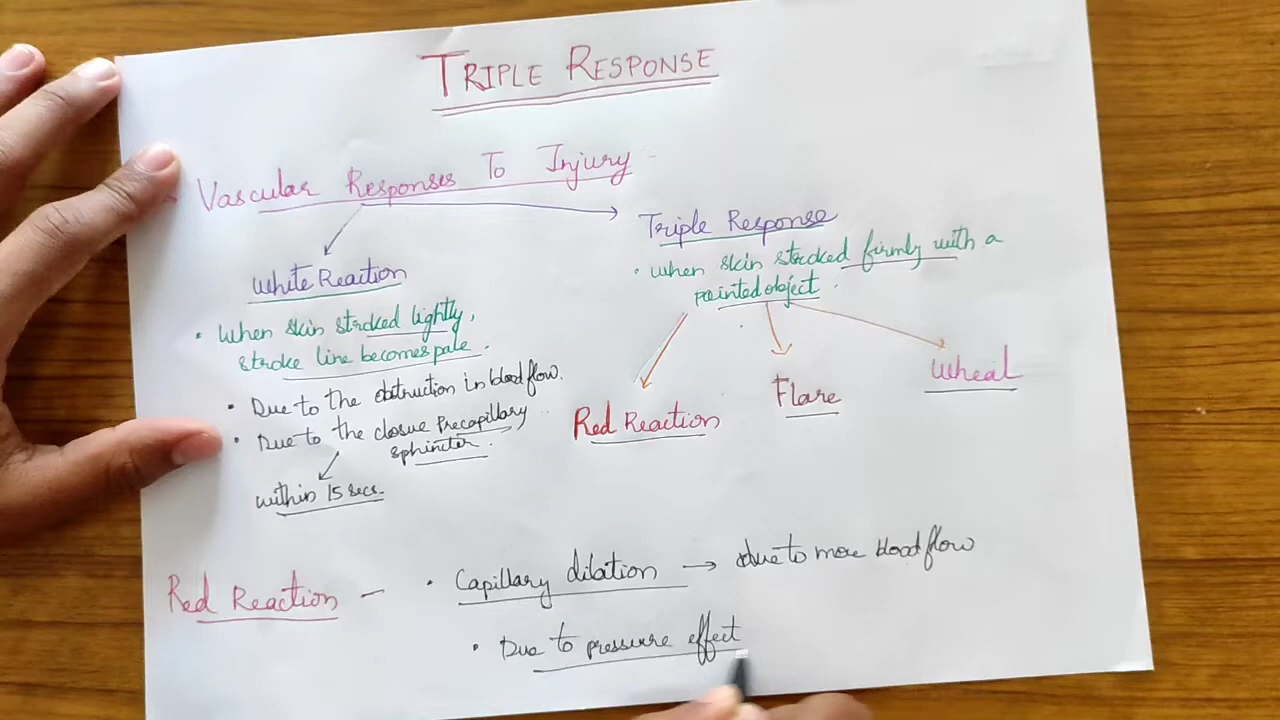 TRIPLE RESPONSE
Vascular Responses To Injury
White Reaction
• When skin stroked lightly,
stroke line becomes pale.
• Due to the obstruction in blood flow.
• Due to the closue Precapillary
sphincter.
within 15 secs.
Triple Response
• when skin stroked firmly with a
pointed object.
Red Reaction
Flare
Wheal
Red Reaction – • Capillary dilation → due to more blood flow
• Due to pressure effect